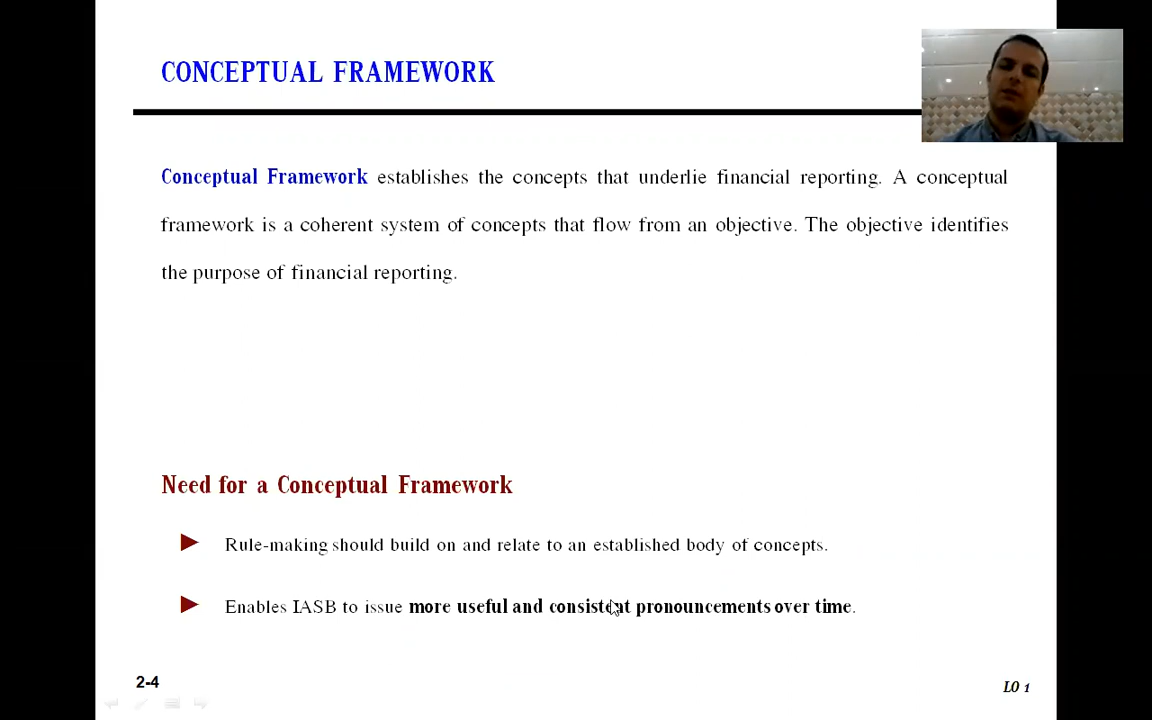 CONCEPTUAL FRAMEWORK
Conceptual Framework establishes the concepts that underlie financial reporting. A conceptual
framework is a coherent system of concepts that flow from an objective. The objective identifies
the purpose of financial reporting.
Need for a Conceptual Framework
► Rule-making should build on and relate to an established body of concepts.
► Enables IASB to issue more useful and consistent pronouncements over time.
2-4
LO 1